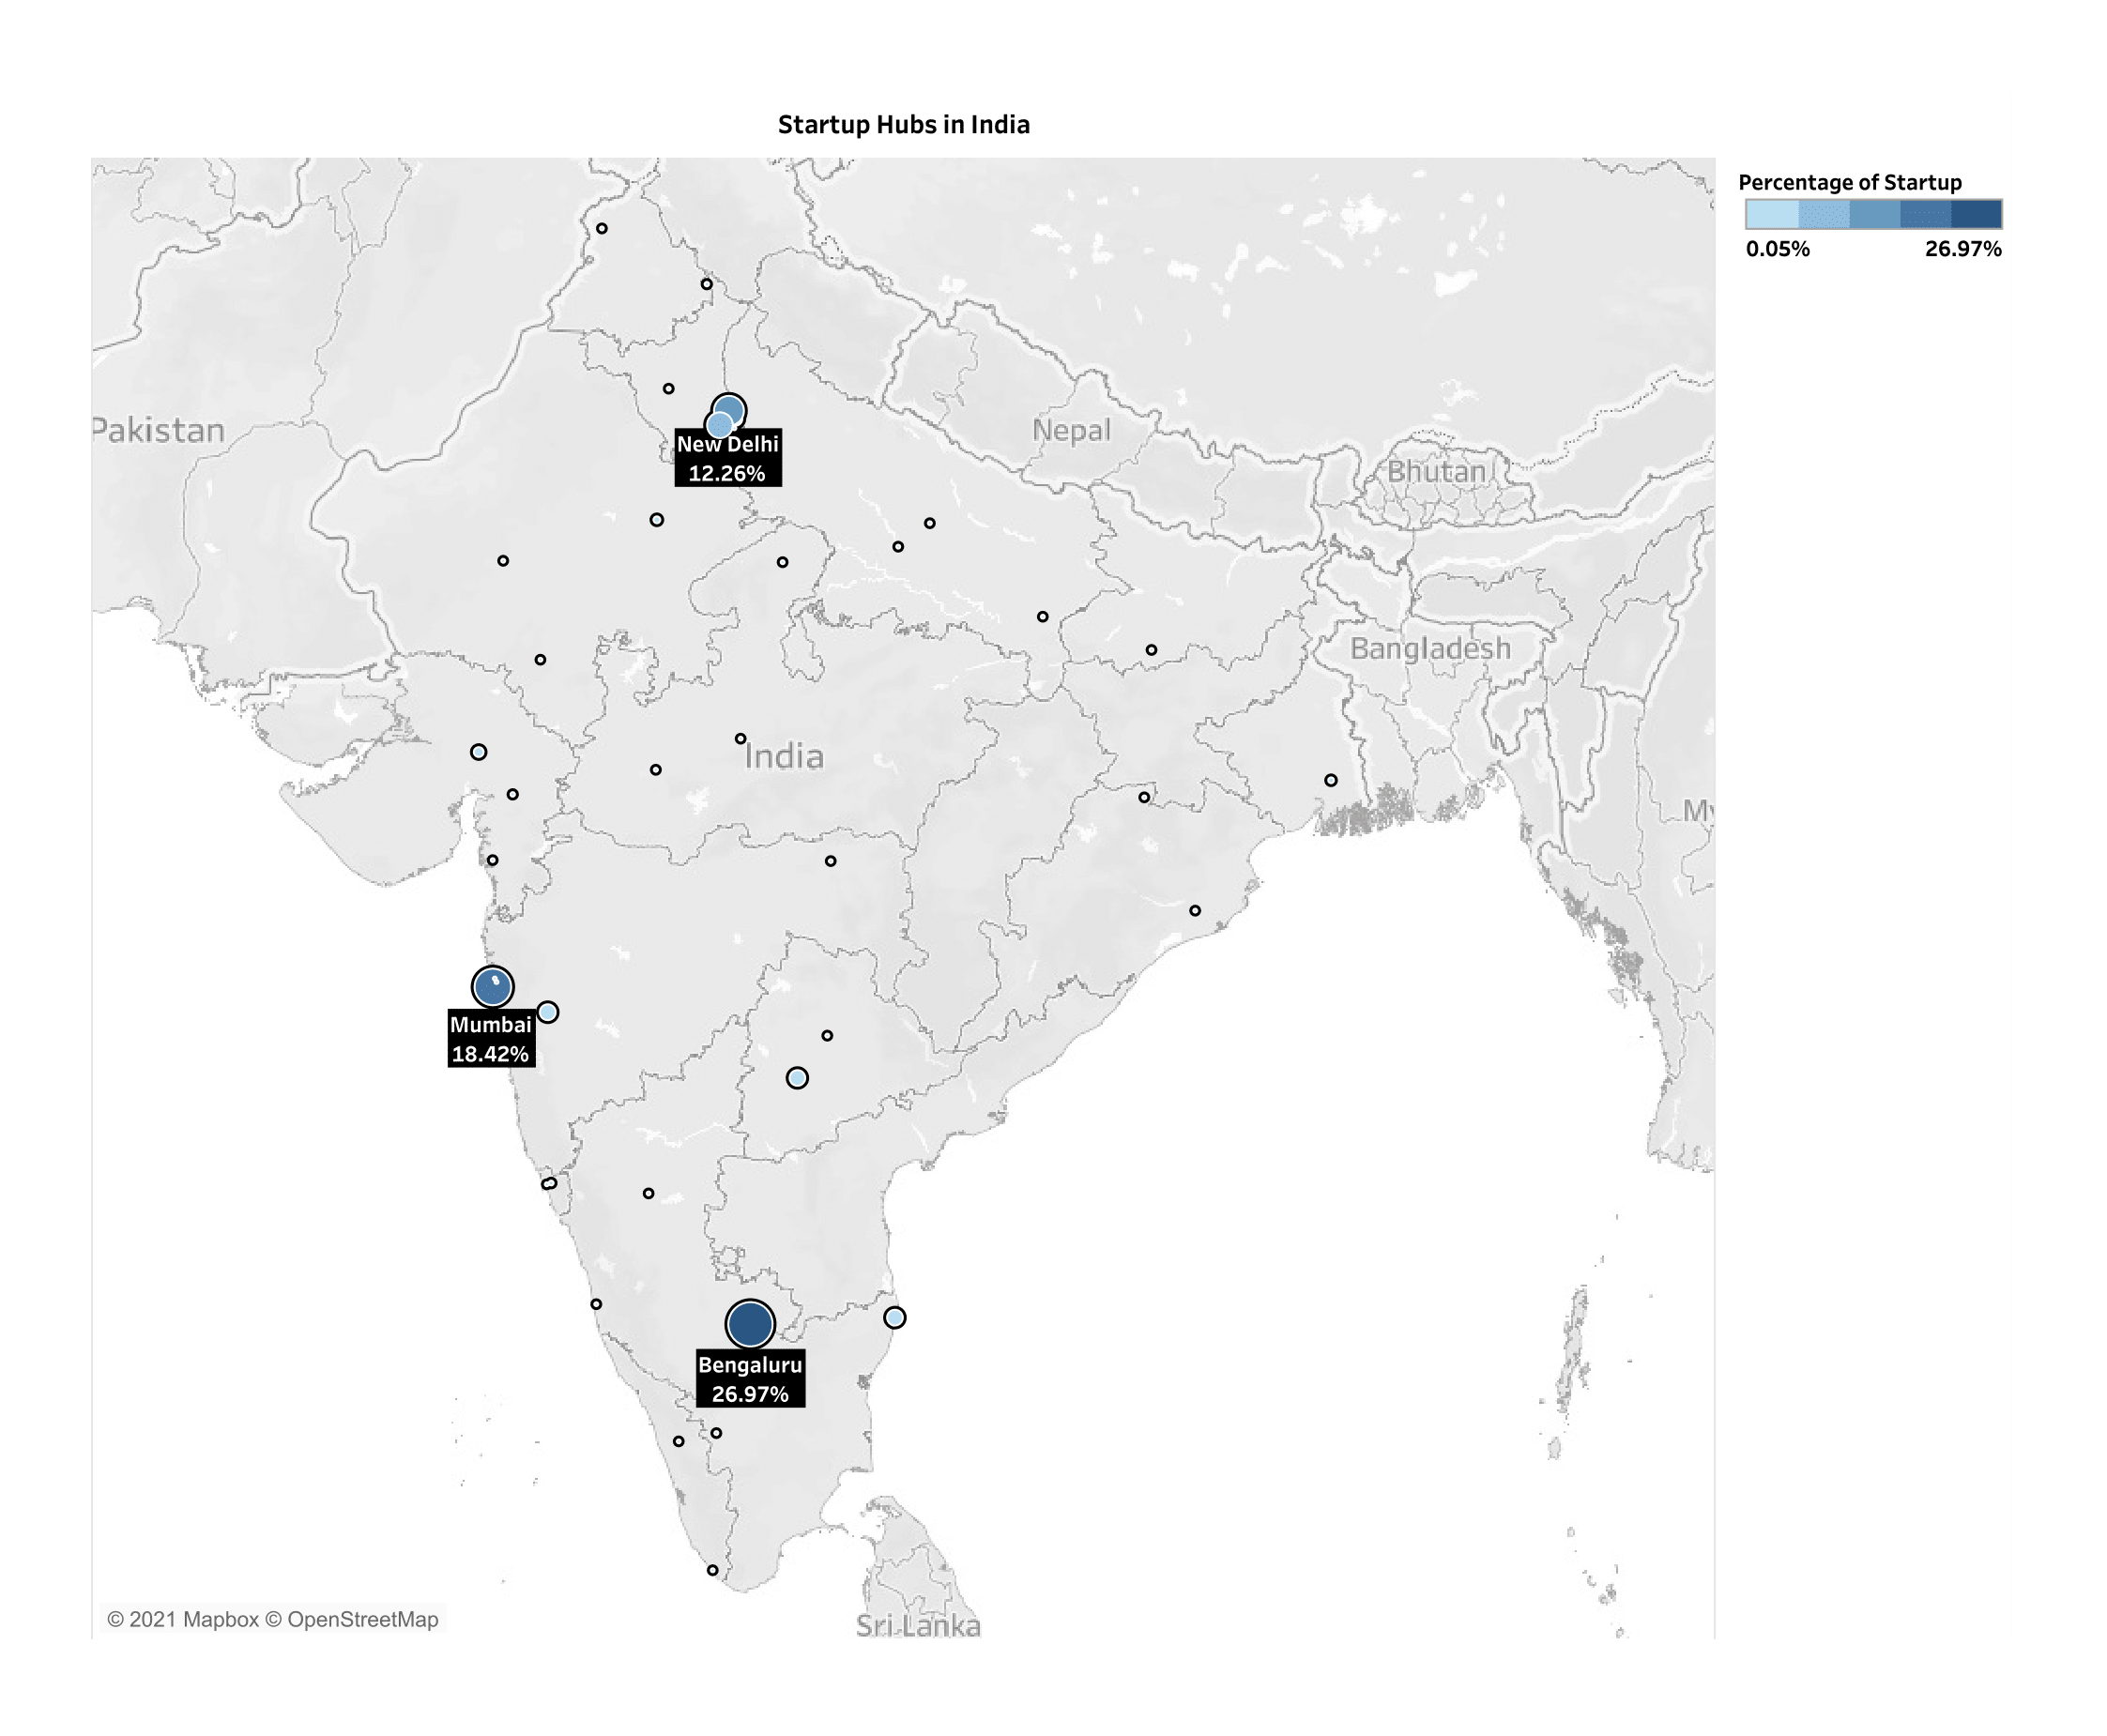 Startup Hubs in India
Percentage of Startup
0.05% 26.97%
Pakistan
Nepal
New Delhi
12.26%
Bhutan
Bangladesh
India
My
Mumbai
18.42%
Bengaluru
26.97%
© 2021 Mapbox © OpenStreetMap
Sri Lanka